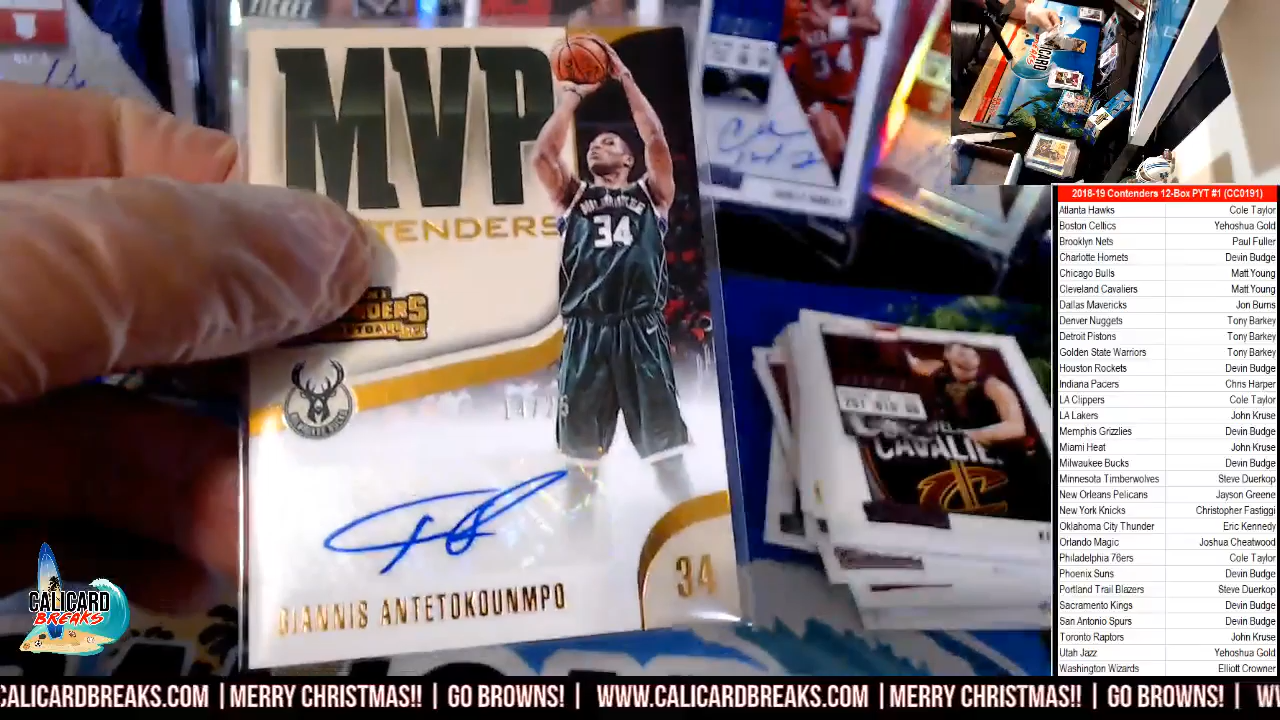 MVP
TENDERS
34
DERS
14/25
GIANNIS ANTETOKOUNMPO
34
34
CAVALIE
CALICARD
BREAKS
2018-19 Contenders 12-Box PYT #1 (CC0191)
Atlanta Hawks Cole Taylor
Boston Celtics Yehoshua Gold
Brooklyn Nets Paul Fuller
Charlotte Hornets Devin Budge
Chicago Bulls Matt Young
Cleveland Cavaliers Matt Young
Dallas Mavericks Jon Burns
Denver Nuggets Tony Barkey
Detroit Pistons Tony Barkey
Golden State Warriors Tony Barkey
Houston Rockets Devin Budge
Indiana Pacers Chris Harper
LA Clippers Cole Taylor
LA Lakers John Kruse
Memphis Grizzlies Devin Budge
Miami Heat John Kruse
Milwaukee Bucks Devin Budge
Minnesota Timberwolves Steve Duerkop
New Orleans Pelicans Jayson Greene
New York Knicks Christopher Fastiggi
Oklahoma City Thunder Eric Kennedy
Orlando Magic Joshua Cheatwood
Philadelphia 76ers Cole Taylor
Phoenix Suns Devin Budge
Portland Trail Blazers Steve Duerkop
Sacramento Kings Devin Budge
San Antonio Spurs Devin Budge
Toronto Raptors John Kruse
Utah Jazz Yehoshua Gold
Washington Wizards Elliott Crowner
CALICARDBREAKS.COM | MERRY CHRISTMAS!! | GO BROWNS! | WWW.CALICARDBREAKS.COM | MERRY CHRISTMAS!! | GO BROWNS! | W